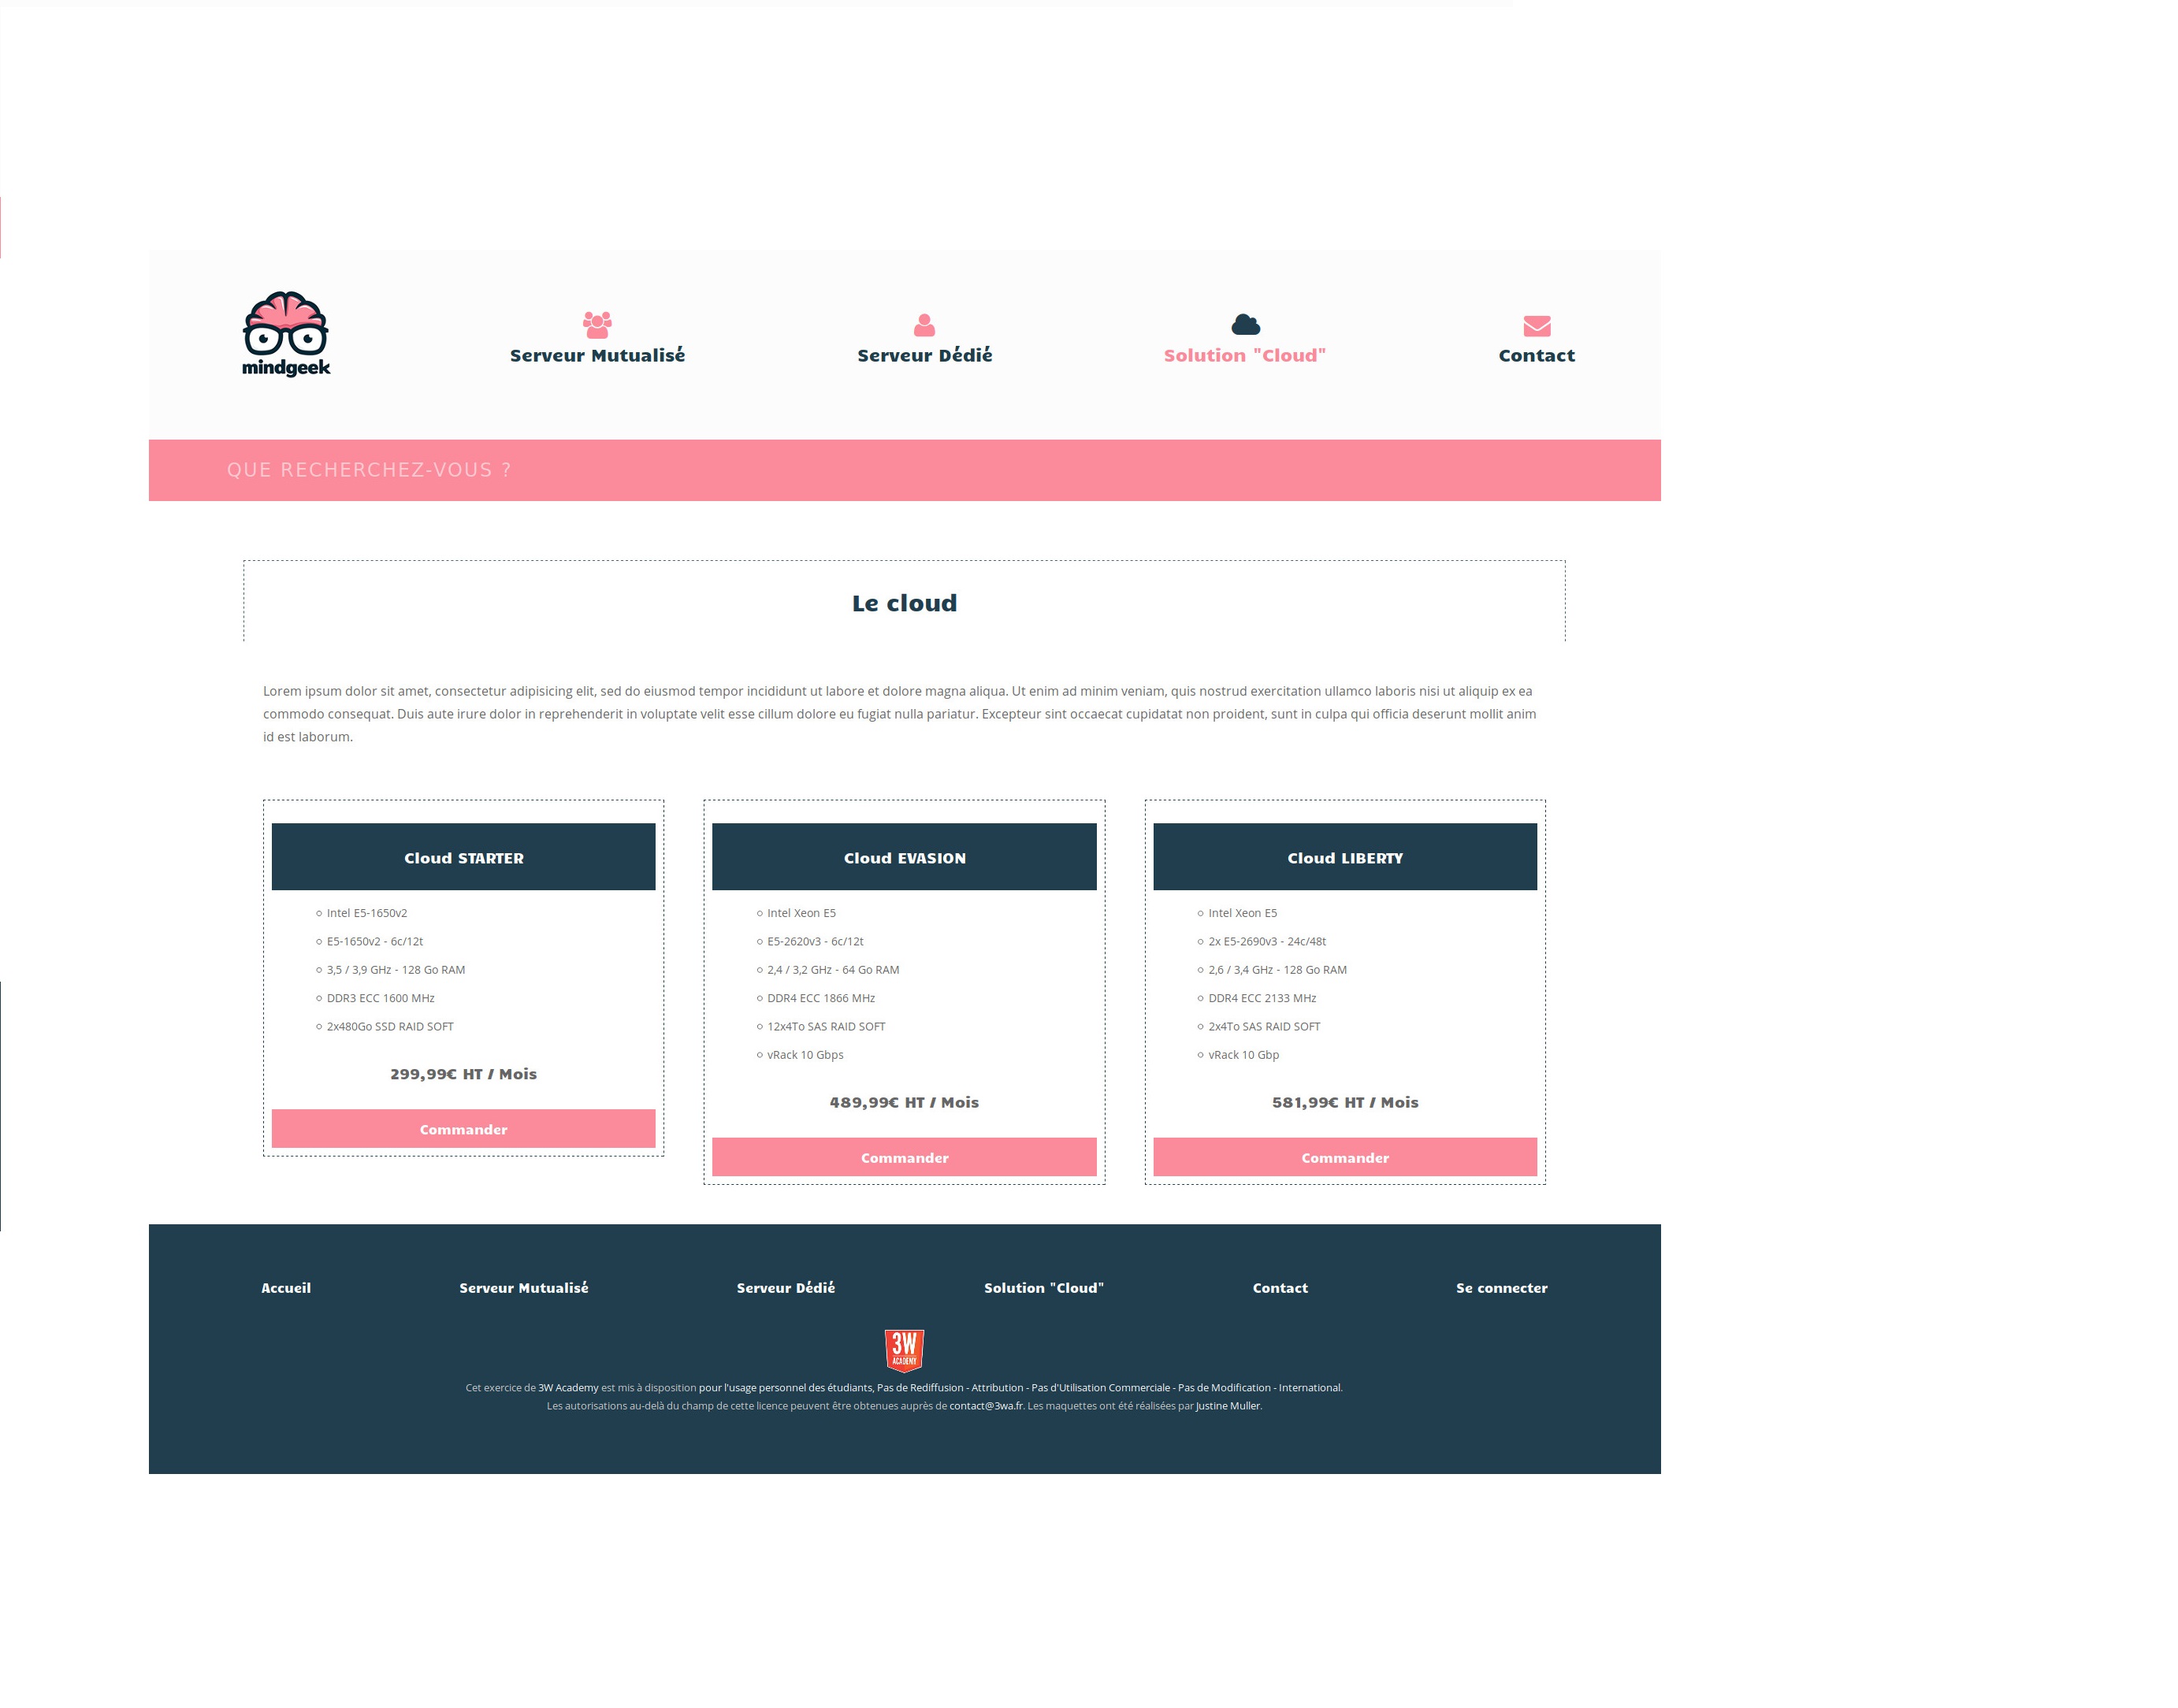 mindgeek
Serveur Mutualisé
Serveur Dédié
Solution "Cloud"
Contact
QUE RECHERCHEZ-VOUS ?
Le cloud
Lorem ipsum dolor sit amet, consectetur adipisicing elit, sed do eiusmod tempor incididunt ut labore et dolore magna aliqua. Ut enim ad minim veniam, quis nostrud exercitation ullamco laboris nisi ut aliquip ex ea
commodo consequat. Duis aute irure dolor in reprehenderit in voluptate velit esse cillum dolore eu fugiat nulla pariatur. Excepteur sint occaecat cupidatat non proident, sunt in culpa qui officia deserunt mollit anim
id est laborum.
Cloud STARTER
Intel E5-1650v2
E5-1650v2 - 6c/12t
3,5 / 3,9 GHz - 128 Go RAM
DDR3 ECC 1600 MHz
2x480Go SSD RAID SOFT
299,99€ HT / Mois
Commander
Cloud EVASION
Intel Xeon E5
E5-2620v3 - 6c/12t
2,4 / 3,2 GHz - 64 Go RAM
DDR4 ECC 1866 MHz
12x4To SAS RAID SOFT
vRack 10 Gbps
489,99€ HT / Mois
Commander
Cloud LIBERTY
Intel Xeon E5
2x E5-2690v3 - 24c/48t
2,6 / 3,4 GHz - 128 Go RAM
DDR4 ECC 2133 MHz
2x4To SAS RAID SOFT
vRack 10 Gbp
581,99€ HT / Mois
Commander
Accueil
Serveur Mutualisé
Serveur Dédié
Solution "Cloud"
Contact
Se connecter
3W
ACADEMY
Cet exercice de 3W Academy est mis à disposition pour l'usage personnel des étudiants, Pas de Rediffusion - Attribution - Pas d'Utilisation Commerciale - Pas de Modification - International.
Les autorisations au-delà du champ de cette licence peuvent être obtenues auprès de contact@3wa.fr. Les maquettes ont été réalisées par Justine Muller.